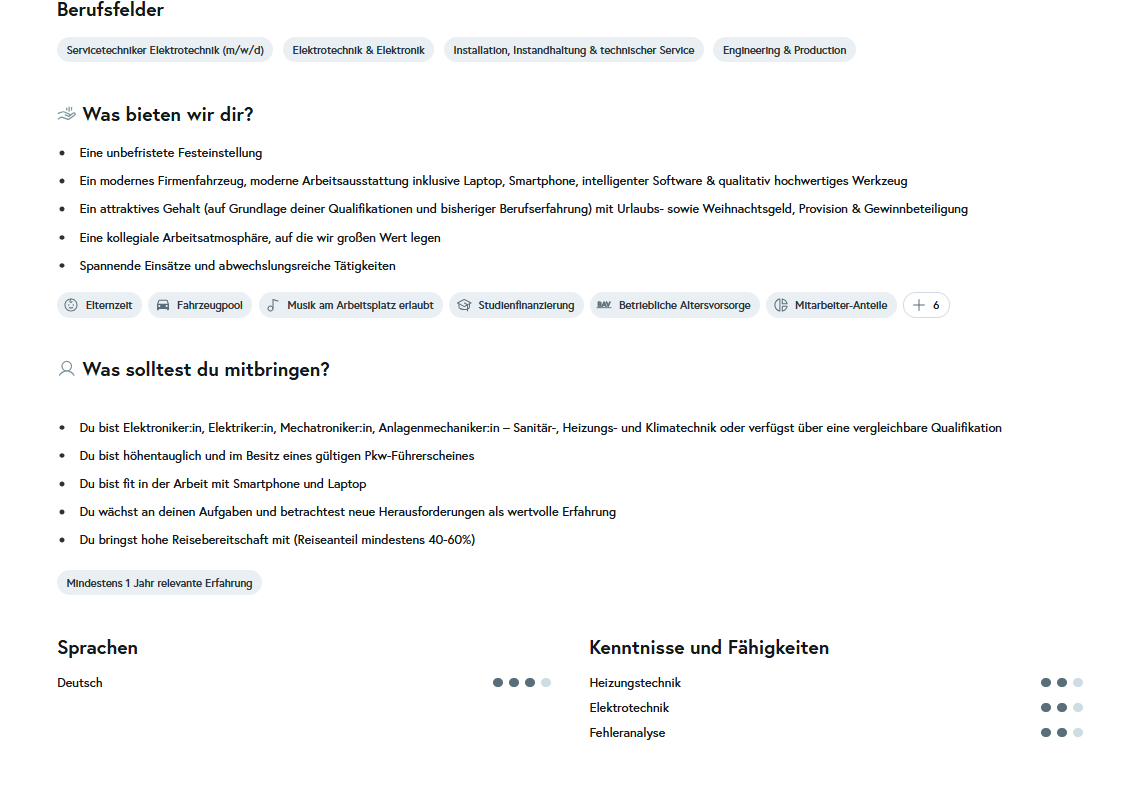 Berufsfelder
Servicetechniker Elektrotechnik (m/w/d) Elektrotechnik & Elektronik Installation, Instandhaltung & technischer Service Engineering & Production
Was bieten wir dir?
• Eine unbefristete Festeinstellung
• Ein modernes Firmenfahrzeug, moderne Arbeitsausstattung inklusive Laptop, Smartphone, intelligenter Software & qualitativ hochwertiges Werkzeug
• Ein attraktives Gehalt (auf Grundlage deiner Qualifikationen und bisheriger Berufserfahrung) mit Urlaubs- sowie Weihnachtsgeld, Provision & Gewinnbeteiligung
• Eine kollegiale Arbeitsatmosphäre, auf die wir großen Wert legen
• Spannende Einsätze und abwechslungsreiche Tätigkeiten
Elternzeit Fahrzeugpool Musik am Arbeitsplatz erlaubt Studienfinanzierung BAV Betriebliche Altersvorsorge Mitarbeiter-Anteile + 6
Was solltest du mitbringen?
• Du bist Elektroniker:in, Elektriker:in, Mechatroniker:in, Anlagenmechaniker:in – Sanitär-, Heizungs- und Klimatechnik oder verfügst über eine vergleichbare Qualifikation
• Du bist höhentauglich und im Besitz eines gültigen Pkw-Führerscheines
• Du bist fit in der Arbeit mit Smartphone und Laptop
• Du wächst an deinen Aufgaben und betrachtest neue Herausforderungen als wertvolle Erfahrung
• Du bringst hohe Reisebereitschaft mit (Reiseanteil mindestens 40-60%)
Mindestens 1 Jahr relevante Erfahrung
Sprachen
Deutsch
Kenntnisse und Fähigkeiten
Heizungstechnik
Elektrotechnik
Fehleranalyse